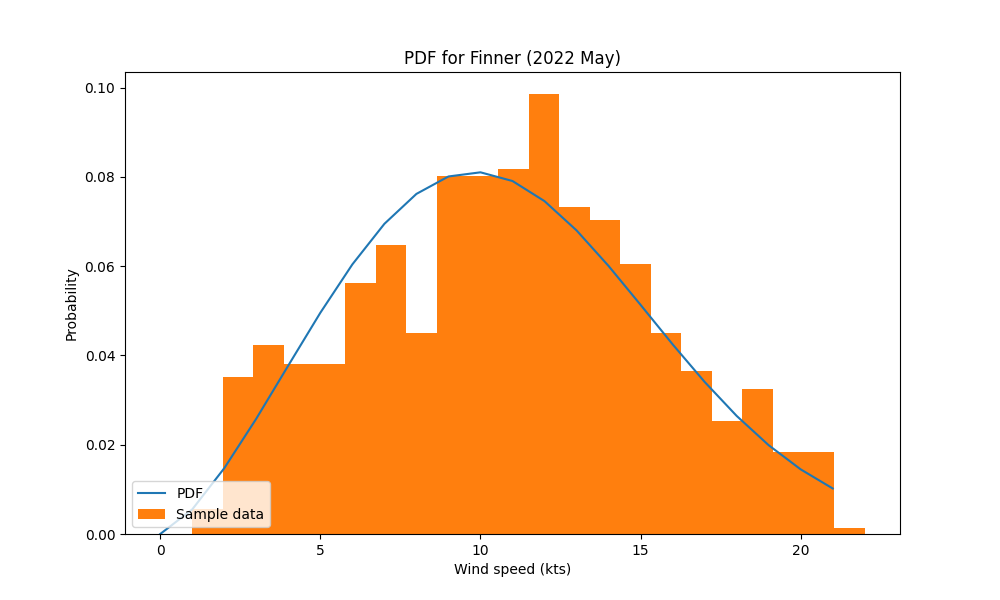 PDF for Finner (2022 May)
0.10
0.08
0.06
0.04
0.02
0.00
Probability
PDF
Sample data
0 5 10 15 20
Wind speed (kts)